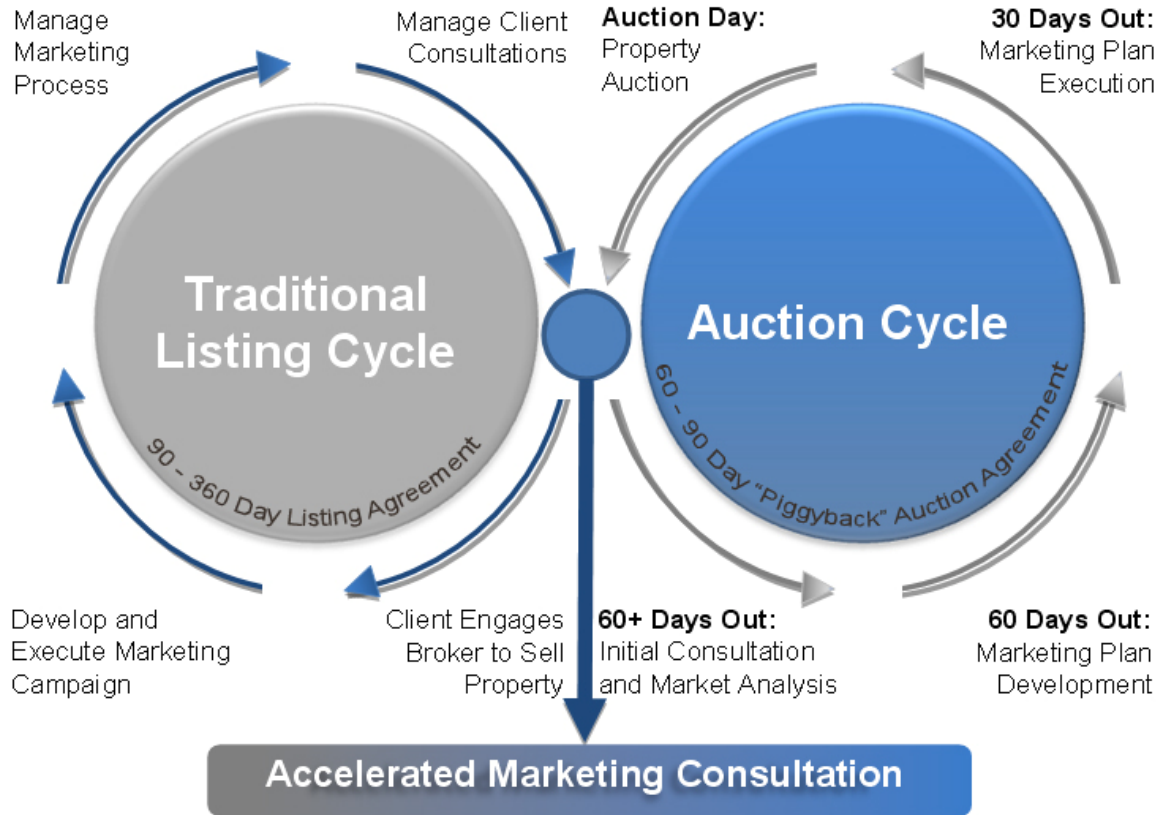 Manage
Marketing
Process
Manage Client
Consultations
Auction Day:
Property
Auction
30 Days Out:
Marketing Plan
Execution
Traditional
Listing Cycle
90 - 360 Day Listing Agreement
Auction Cycle
60 - 90 Day "Piggyback" Auction Agreement
Develop and
Execute Marketing
Campaign
Client Engages
Broker to Sell
Property
60+ Days Out:
Initial Consultation
and Market Analysis
60 Days Out:
Marketing Plan
Development
Accelerated Marketing Consultation